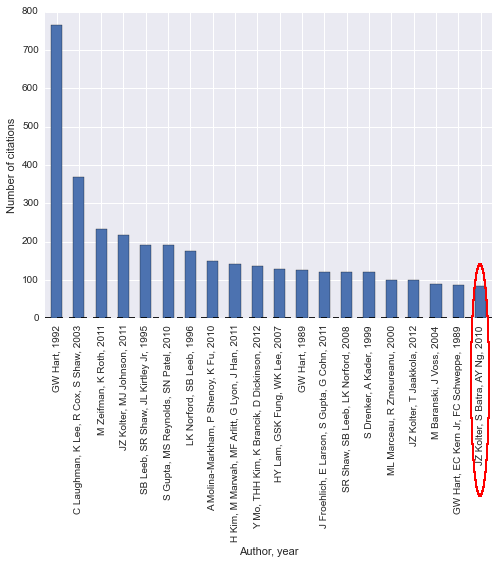 800
700
600
500
400
300
200
100
0
Number of citations
GW Hart, 1992
C Laughman, K Lee, R Cox, S Shaw, 2003
M Zeifman, K Roth, 2011
JZ Kolter, MJ Johnson, 2011
SB Leeb, SR Shaw, JL Kirtley Jr, 1995
S Gupta, MS Reynolds, SN Patel, 2010
LK Norford, SB Leeb, 1996
A Molina-Markham, P Shenoy, K Fu, 2010
H Kim, M Marwah, MF Arlitt, G Lyon, J Han, 2011
Y Mo, THH Kim, K Brancik, D Dickinson, 2012
HY Lam, GSK Fung, WK Lee, 2007
GW Hart, 1989
J Froehlich, E Larson, S Gupta, G Cohn, 2011
SR Shaw, SB Leeb, LK Norford, 2008
S Drenker, A Kader, 1999
ML Marceau, R Zmeureanu, 2000
JZ Kolter, T Jaakkola, 2012
M Baranski, J Voss, 2004
GW Hart, EC Kern Jr, FC Schweppe, 1989
JZ Kolter, S Batra, AY Ng, 2010
Author, year